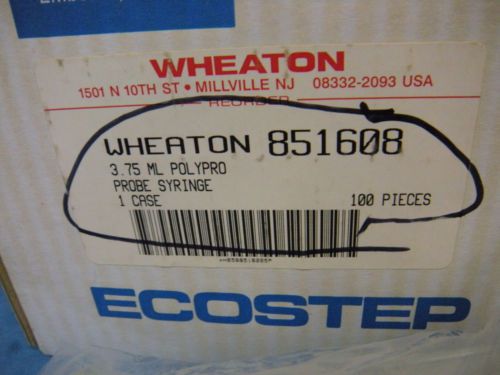 WHEATON
1501 N 10TH ST • MILLVILLE NJ 08332-2093 USA
REORDER
WHEATON 851608
3.75 ML POLYPRO
PROBE SYRINGE
1 CASE 100 PIECES
ECOSTEP